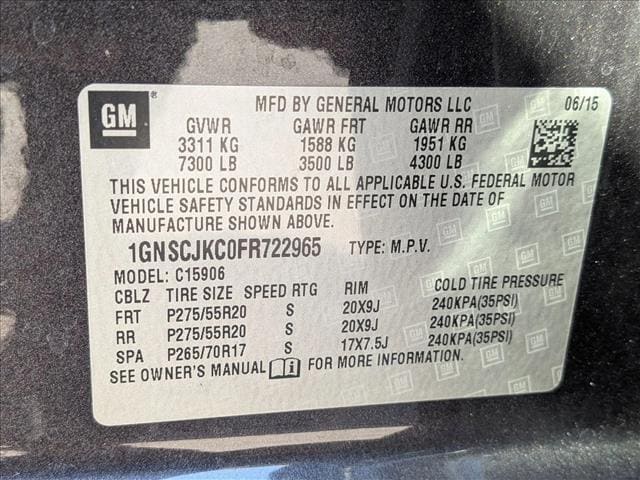 GM ®
MFD BY GENERAL MOTORS LLC 06/15
GVWR GAWR FRT GAWR RR
3311 KG 1588 KG 1951 KG
7300 LB 3500 LB 4300 LB
THIS VEHICLE CONFORMS TO ALL APPLICABLE U.S. FEDERAL MOTOR
VEHICLE SAFETY STANDARDS IN EFFECT ON THE DATE OF
MANUFACTURE SHOWN ABOVE.
1GNSCJKC0FR722965 TYPE: M.P.V.
MODEL: C15906
CBLZ TIRE SIZE SPEED RTG RIM COLD TIRE PRESSURE
FRT P275/55R20 S 20X9J 240KPA(35PSI)
RR P275/55R20 S 20X9J 240KPA(35PSI)
SPA P265/70R17 S 17X7.5J 240KPA(35PSI)
SEE OWNER'S MANUAL i FOR MORE INFORMATION.